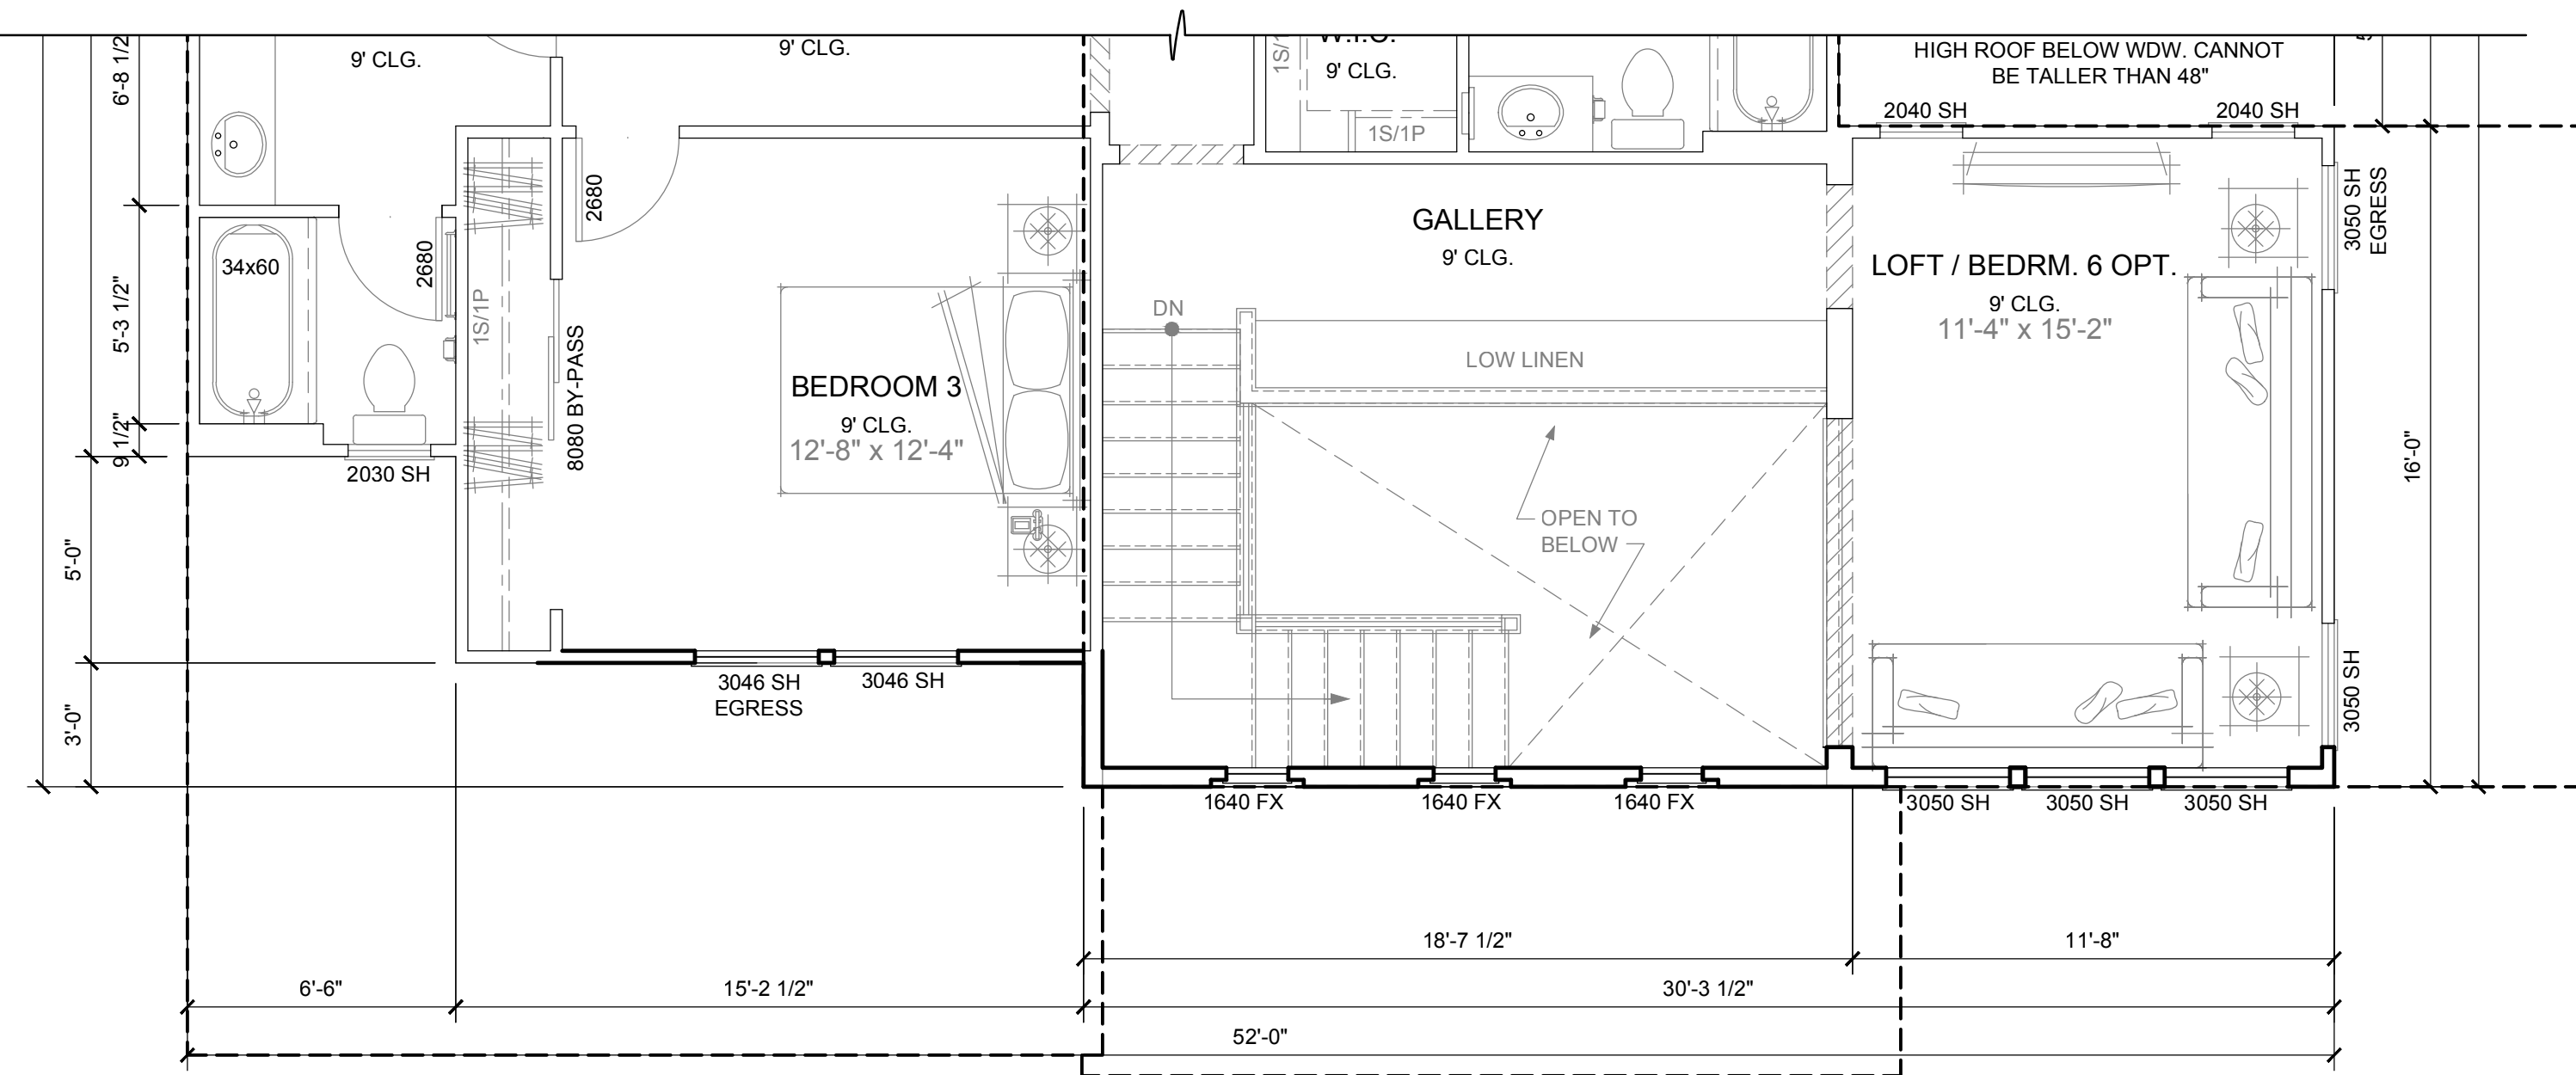 6'-8 1/2"
9' CLG.
9' CLG.
1S/1
W.I.C.
9' CLG.
1S/1P
HIGH ROOF BELOW WDW. CANNOT
BE TALLER THAN 48"
2040 SH
2040 SH
3050 SH
EGRESS
2680
2680
34x60
1S/1P
5'-3 1/2"
9 1/2"
2030 SH
8080 BY-PASS
BEDROOM 3
9' CLG.
12'-8" x 12'-4"
GALLERY
9' CLG.
DN
LOW LINEN
OPEN TO
BELOW
LOFT / BEDRM. 6 OPT.
9' CLG.
11'-4" x 15'-2"
16'-0"
5'-0"
3'-0"
3046 SH
EGRESS
3046 SH
3050 SH
1640 FX
1640 FX
1640 FX
3050 SH
3050 SH
3050 SH
18'-7 1/2"
11'-8"
6'-6"
15'-2 1/2"
30'-3 1/2"
52'-0"